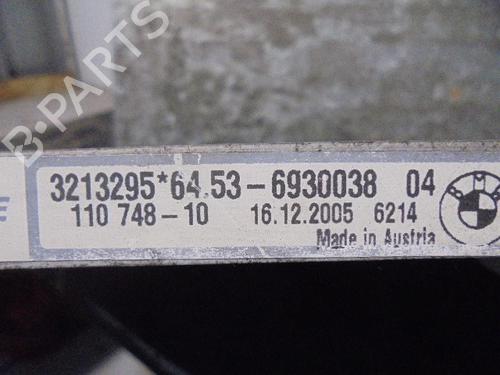 B-PARTS
3213295*64.53-6930038 04
110 748-10 16.12.2005 6214
Made in Austria